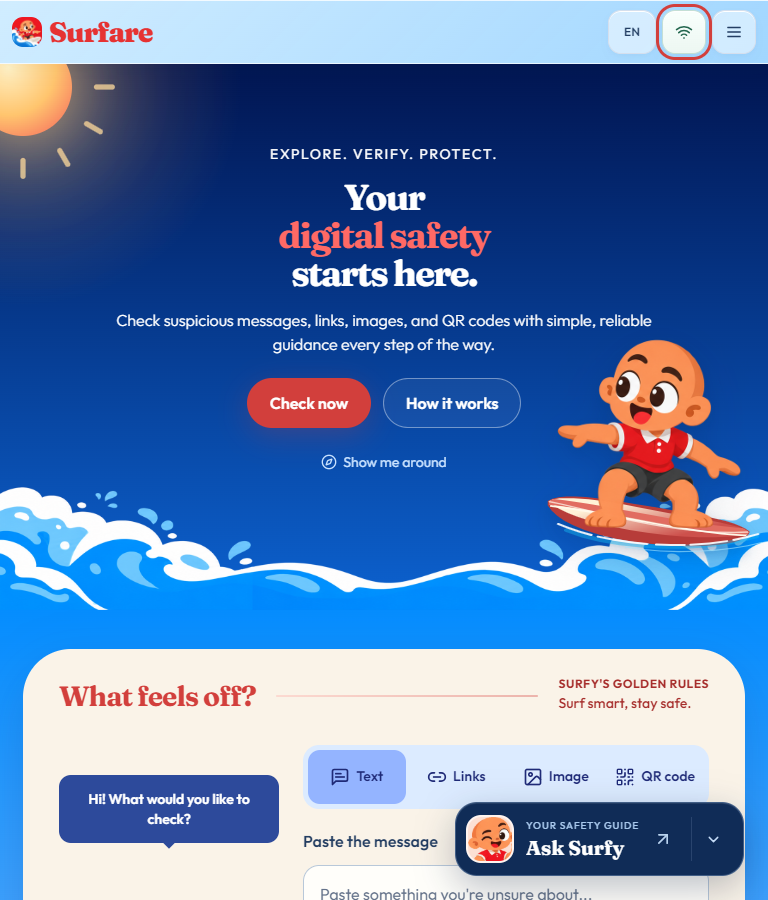 Surfare
EN
EXPLORE. VERIFY. PROTECT.
Your
digital safety
starts here.
Check suspicious messages, links, images, and QR codes with simple, reliable
guidance every step of the way.
Check now
How it works
Show me around
What feels off?
SURFY'S GOLDEN RULES
Surf smart, stay safe.
Text
Links
Image
QR code
Hi! What would you like to
check?
Paste the message
YOUR SAFETY GUIDE
Ask Surfy
Paste something you're unsure about...